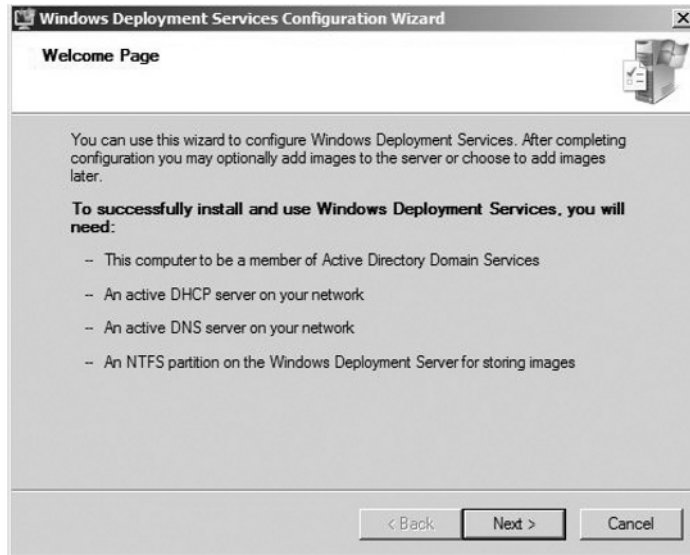 Windows Deployment Services Configuration Wizard
Welcome Page
You can use this wizard to configure Windows Deployment Services. After completing
configuration you may optionally add images to the server or choose to add images
later.
To successfully install and use Windows Deployment Services, you will
need:
-- This computer to be a member of Active Directory Domain Services
-- An active DHCP server on your network
-- An active DNS server on your network
-- An NTFS partition on the Windows Deployment Server for storing images
< Back Next > Cancel